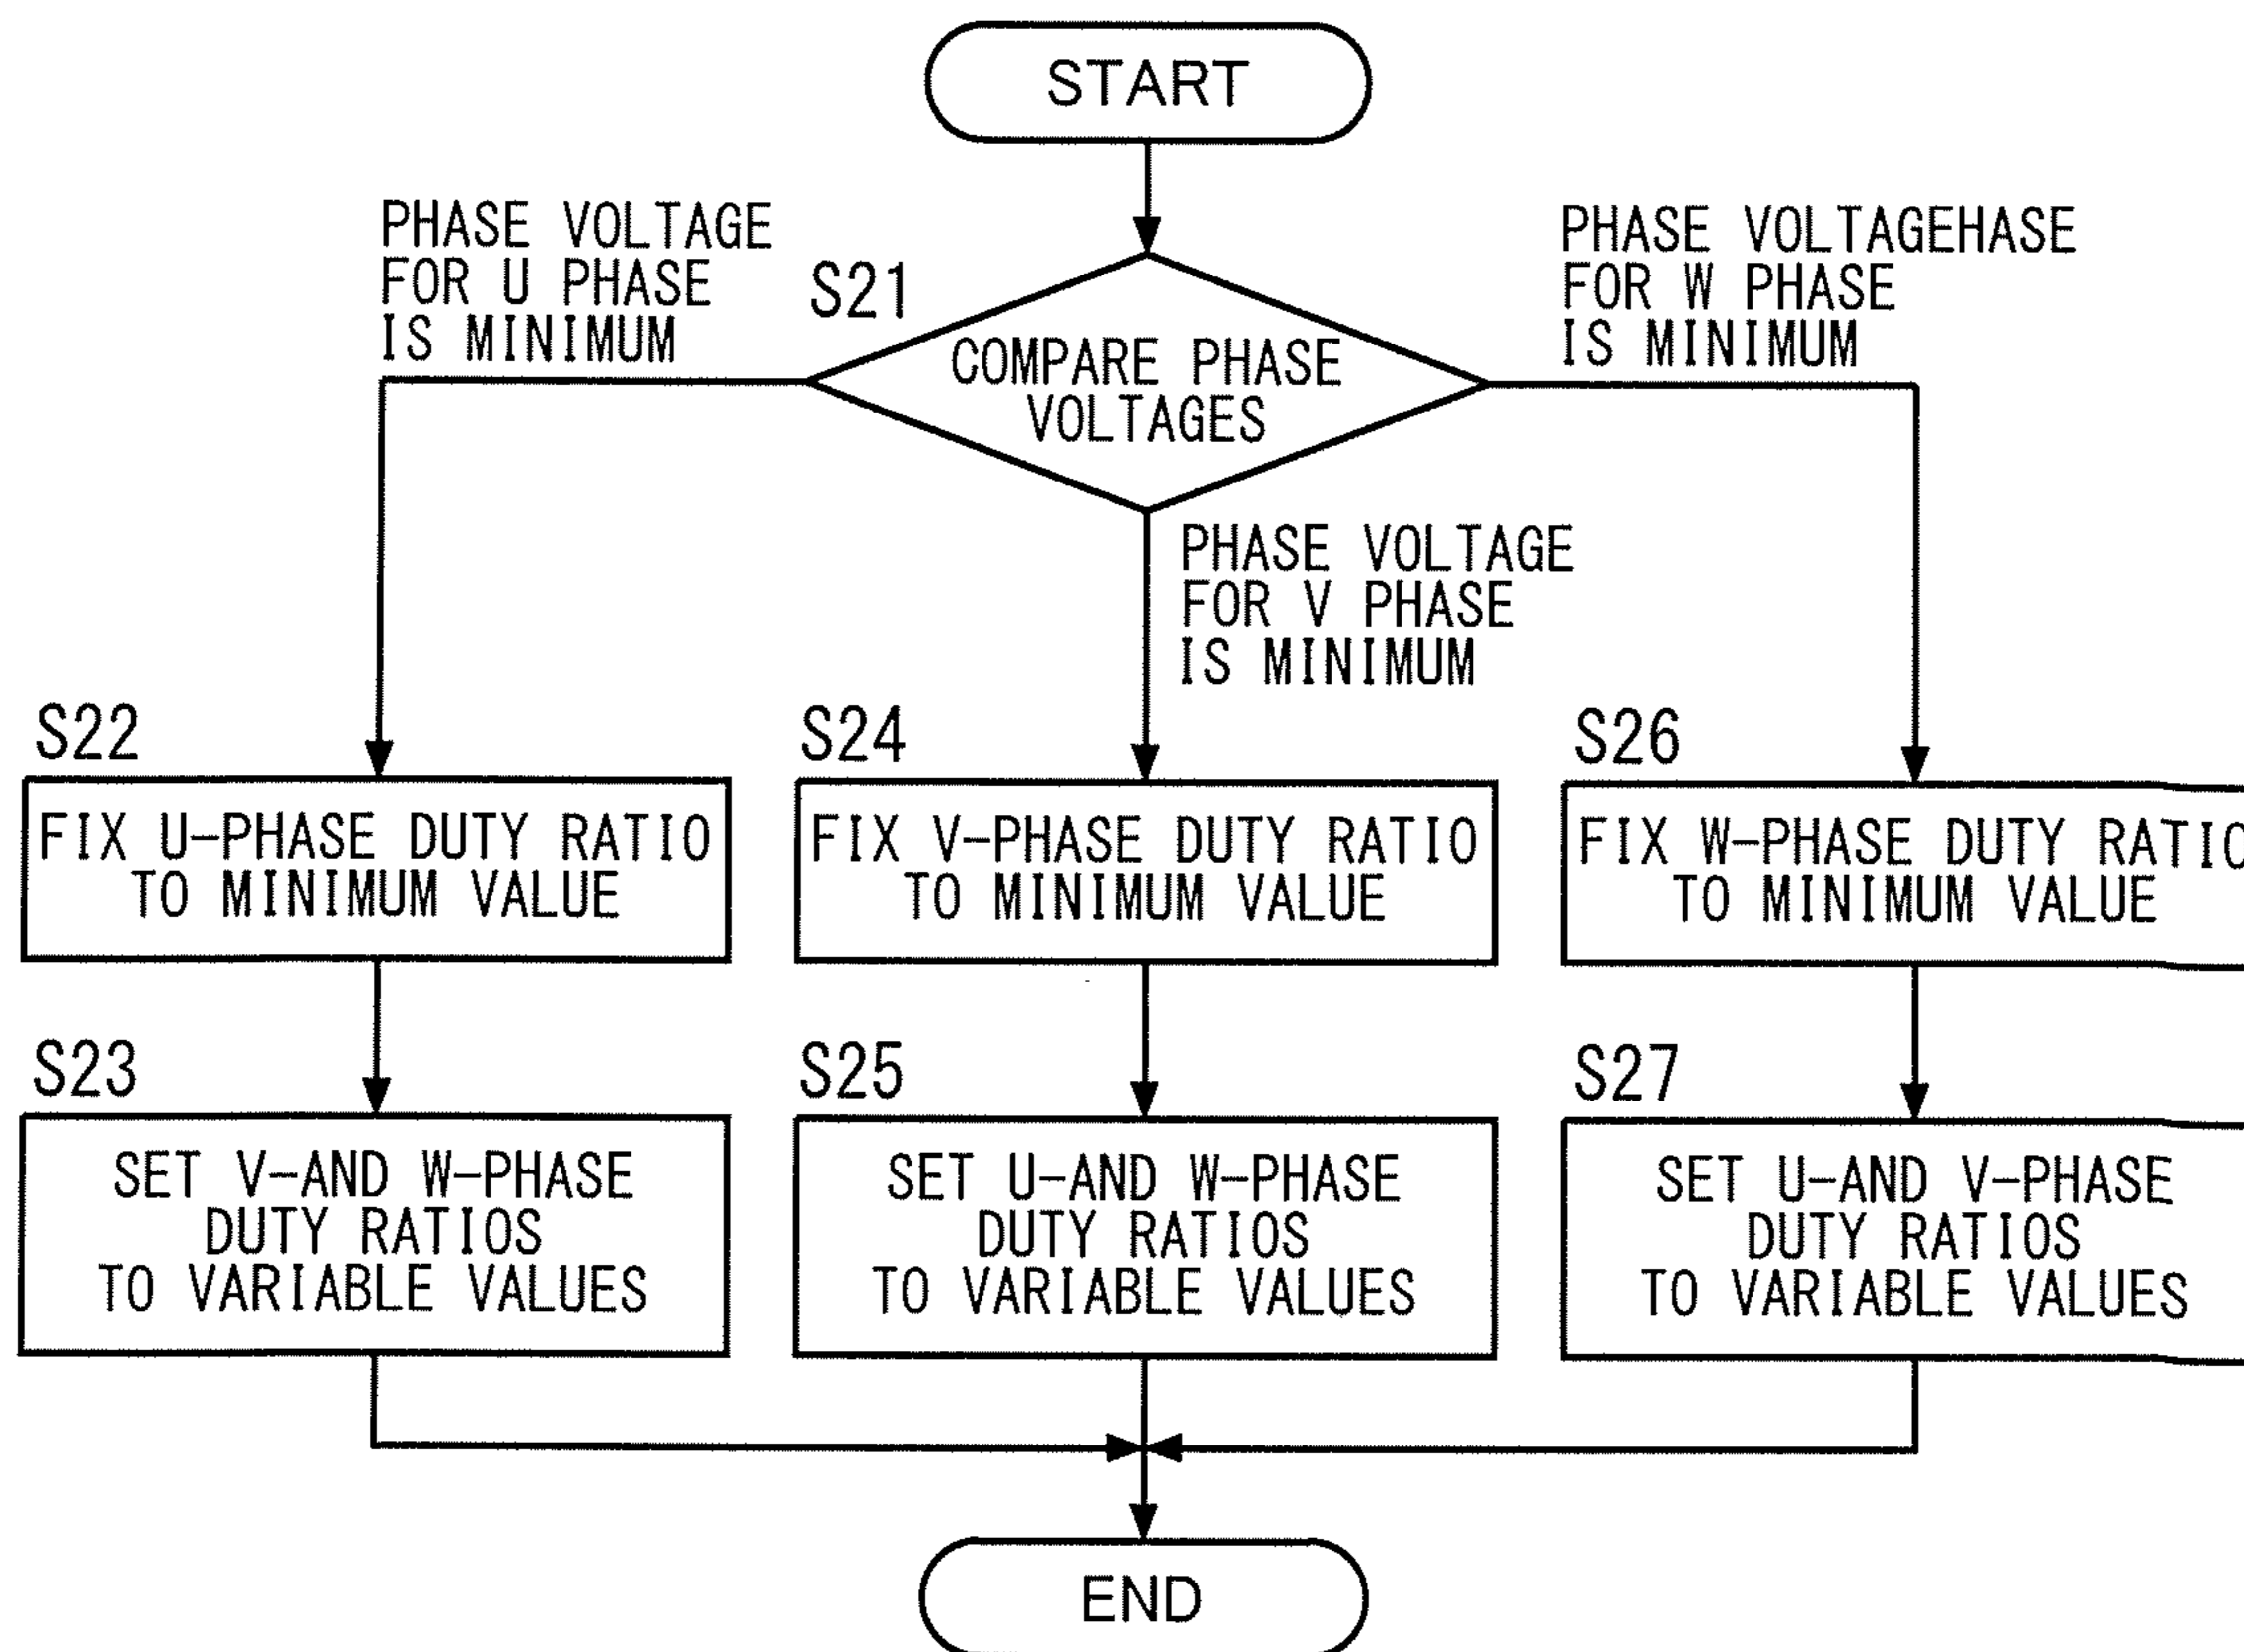 START
PHASE VOLTAGE
FOR U PHASE
IS MINIMUM
S21
COMPARE PHASE
VOLTAGES
PHASE VOLTAGEHASE
FOR W PHASE
IS MINIMUM
PHASE VOLTAGE
FOR V PHASE
IS MINIMUM
S22
FIX U-PHASE DUTY RATIO
TO MINIMUM VALUE
S24
FIX V-PHASE DUTY RATIO
TO MINIMUM VALUE
S26
FIX W-PHASE DUTY RATIO
TO MINIMUM VALUE
S23
SET V-AND W-PHASE
DUTY RATIOS
TO VARIABLE VALUES
S25
SET U-AND W-PHASE
DUTY RATIOS
TO VARIABLE VALUES
S27
SET U-AND V-PHASE
DUTY RATIOS
TO VARIABLE VALUES
END